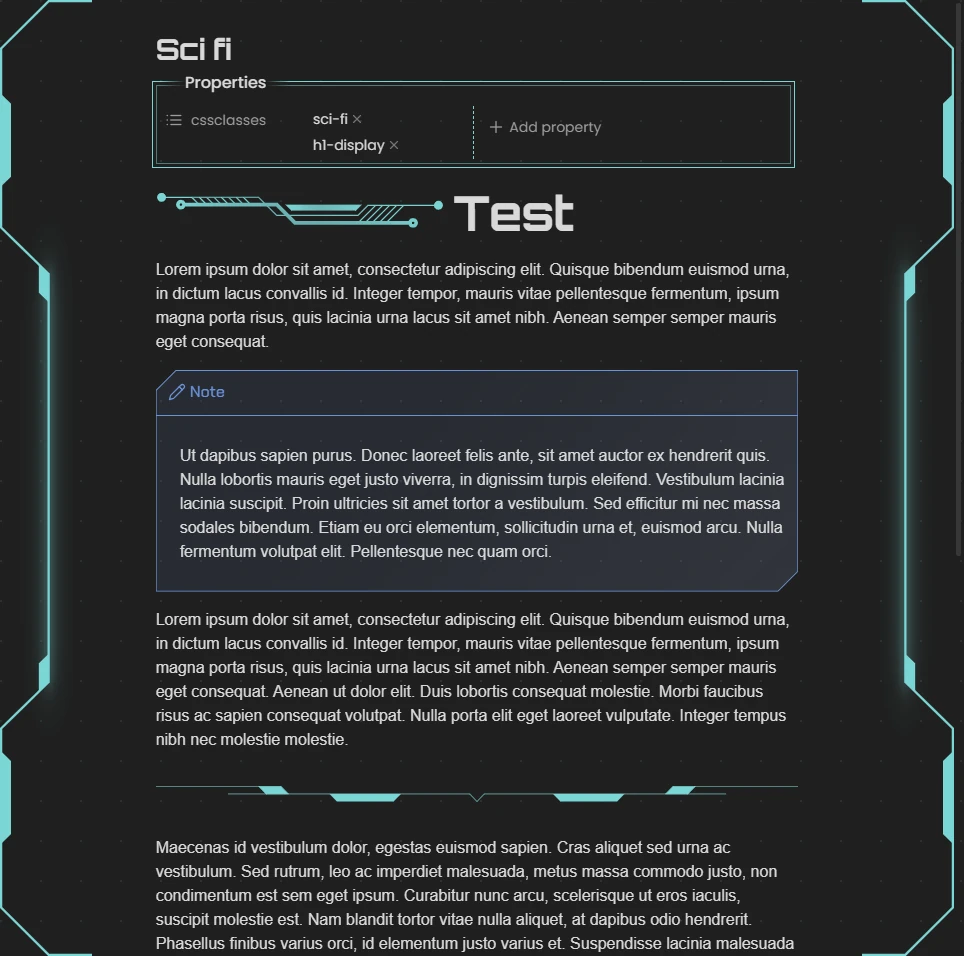 Sci fi
Properties
cssclasses
sci-fi
h1-display
Add property
Test
Lorem ipsum dolor sit amet, consectetur adipiscing elit. Quisque bibendum euismod urna,
in dictum lacus convallis id. Integer tempor, mauris vitae pellentesque fermentum, ipsum
magna porta risus, quis lacinia urna lacus sit amet nibh. Aenean semper semper mauris
eget consequat.
Note
Ut dapibus sapien purus. Donec laoreet felis ante, sit amet auctor ex hendrerit quis.
Nulla lobortis mauris eget justo viverra, in dignissim turpis eleifend. Vestibulum lacinia
lacinia suscipit. Proin ultricies sit amet tortor a vestibulum. Sed efficitur mi nec massa
sodales bibendum. Etiam eu orci elementum, sollicitudin urna et, euismod arcu. Nulla
fermentum volutpat elit. Pellentesque nec quam orci.
Lorem ipsum dolor sit amet, consectetur adipiscing elit. Quisque bibendum euismod urna,
in dictum lacus convallis id. Integer tempor, mauris vitae pellentesque fermentum, ipsum
magna porta risus, quis lacinia urna lacus sit amet nibh. Aenean semper semper mauris
eget consequat. Aenean ut dolor elit. Duis lobortis consequat molestie. Morbi faucibus
risus ac sapien consequat volutpat. Nulla porta elit eget laoreet vulputate. Integer tempus
nibh nec molestie molestie.
Maecenas id vestibulum dolor, egestas euismod sapien. Cras aliquet sed urna ac
vestibulum. Sed rutrum, leo ac imperdiet malesuada, metus massa commodo justo, non
condimentum est sem eget ipsum. Curabitur nunc arcu, scelerisque ut eros iaculis,
suscipit molestie est. Nam blandit tortor vitae nulla aliquet, at dapibus odio hendrerit.
Phasellus finibus varius orci, id elementum justo varius et. Suspendisse lacinia malesuada